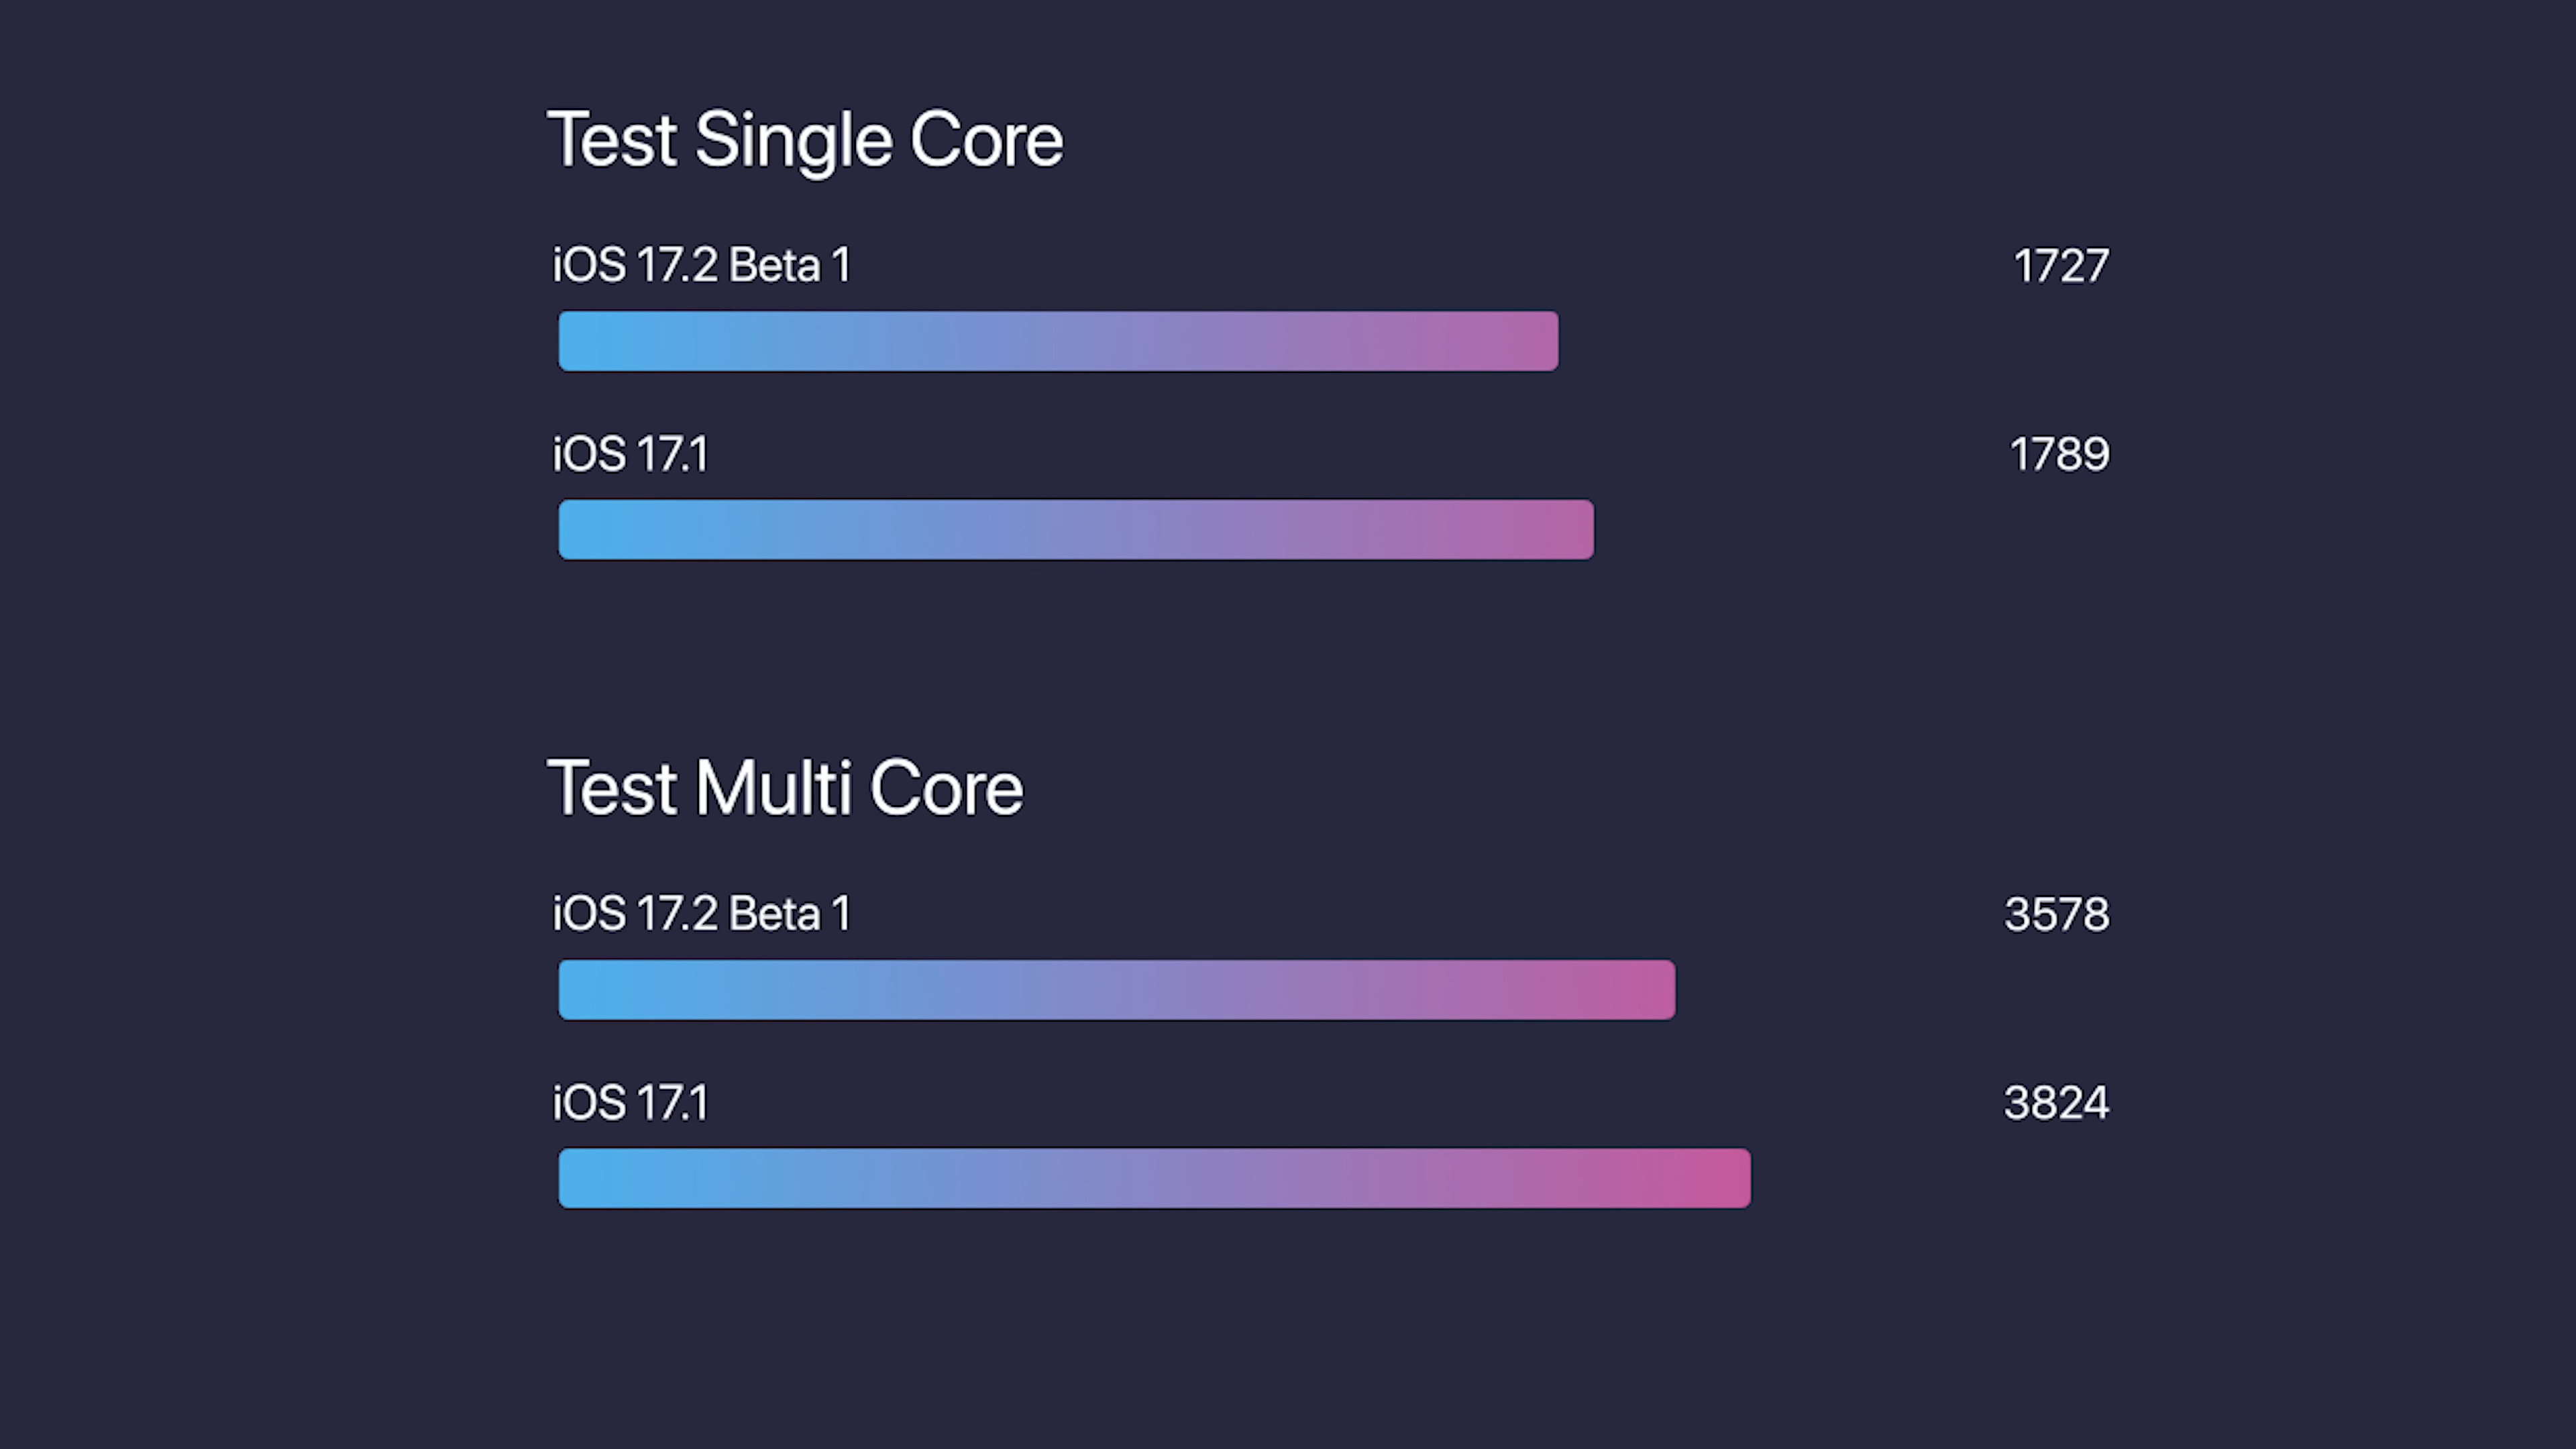 Test Single Core
iOS 17.2 Beta 1 1727
iOS 17.1 1789
Test Multi Core
iOS 17.2 Beta 1 3578
iOS 17.1 3824